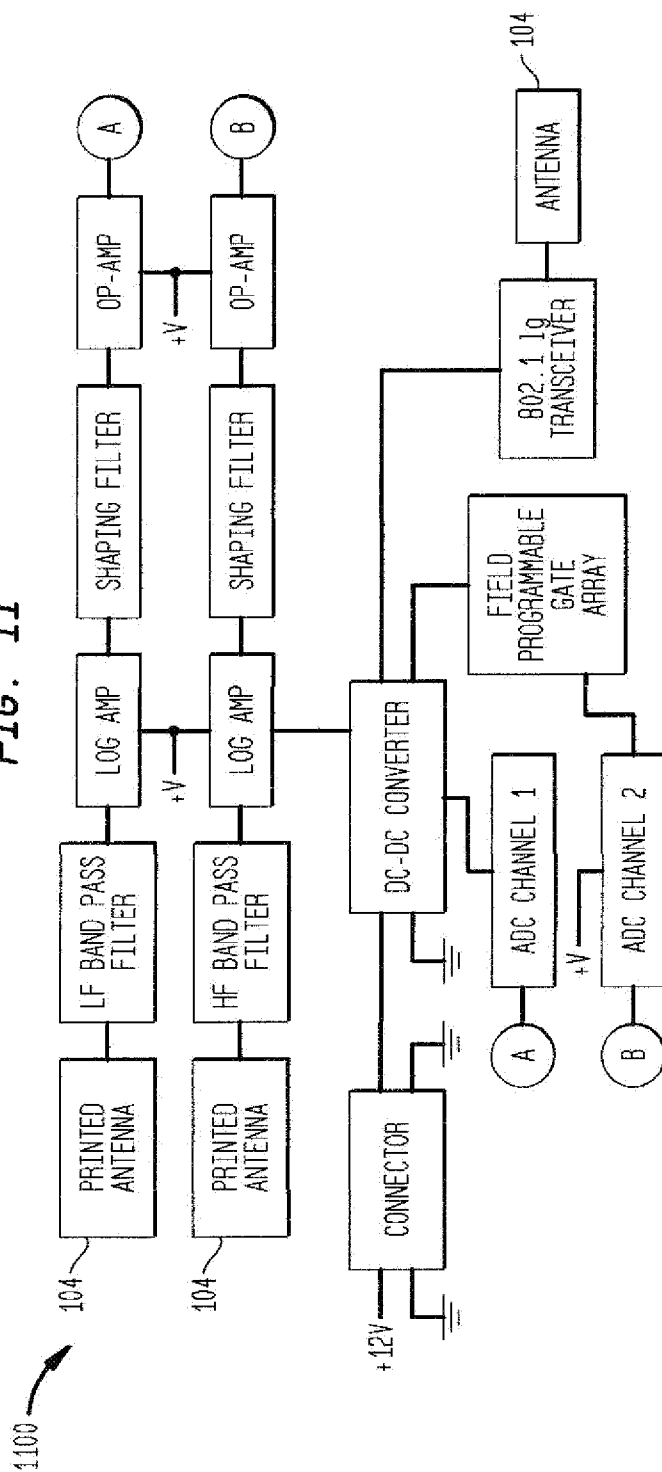 FIG. 11
1100
104
PRINTED
ANTENNA
LF BAND PASS
FILTER
LOG AMP
SHAPING FILTER
OP-AMP
A
+V
+V
104
PRINTED
ANTENNA
HF BAND PASS
FILTER
LOG AMP
SHAPING FILTER
OP-AMP
B
+12V
CONNECTOR
DC-DC CONVERTER
802.1 1g
TRANSCEIVER
ANTENNA
104
FIELD
PROGRAMMABLE
GATE
ARRAY
A
ADC CHANNEL 1
+V
B
ADC CHANNEL 2